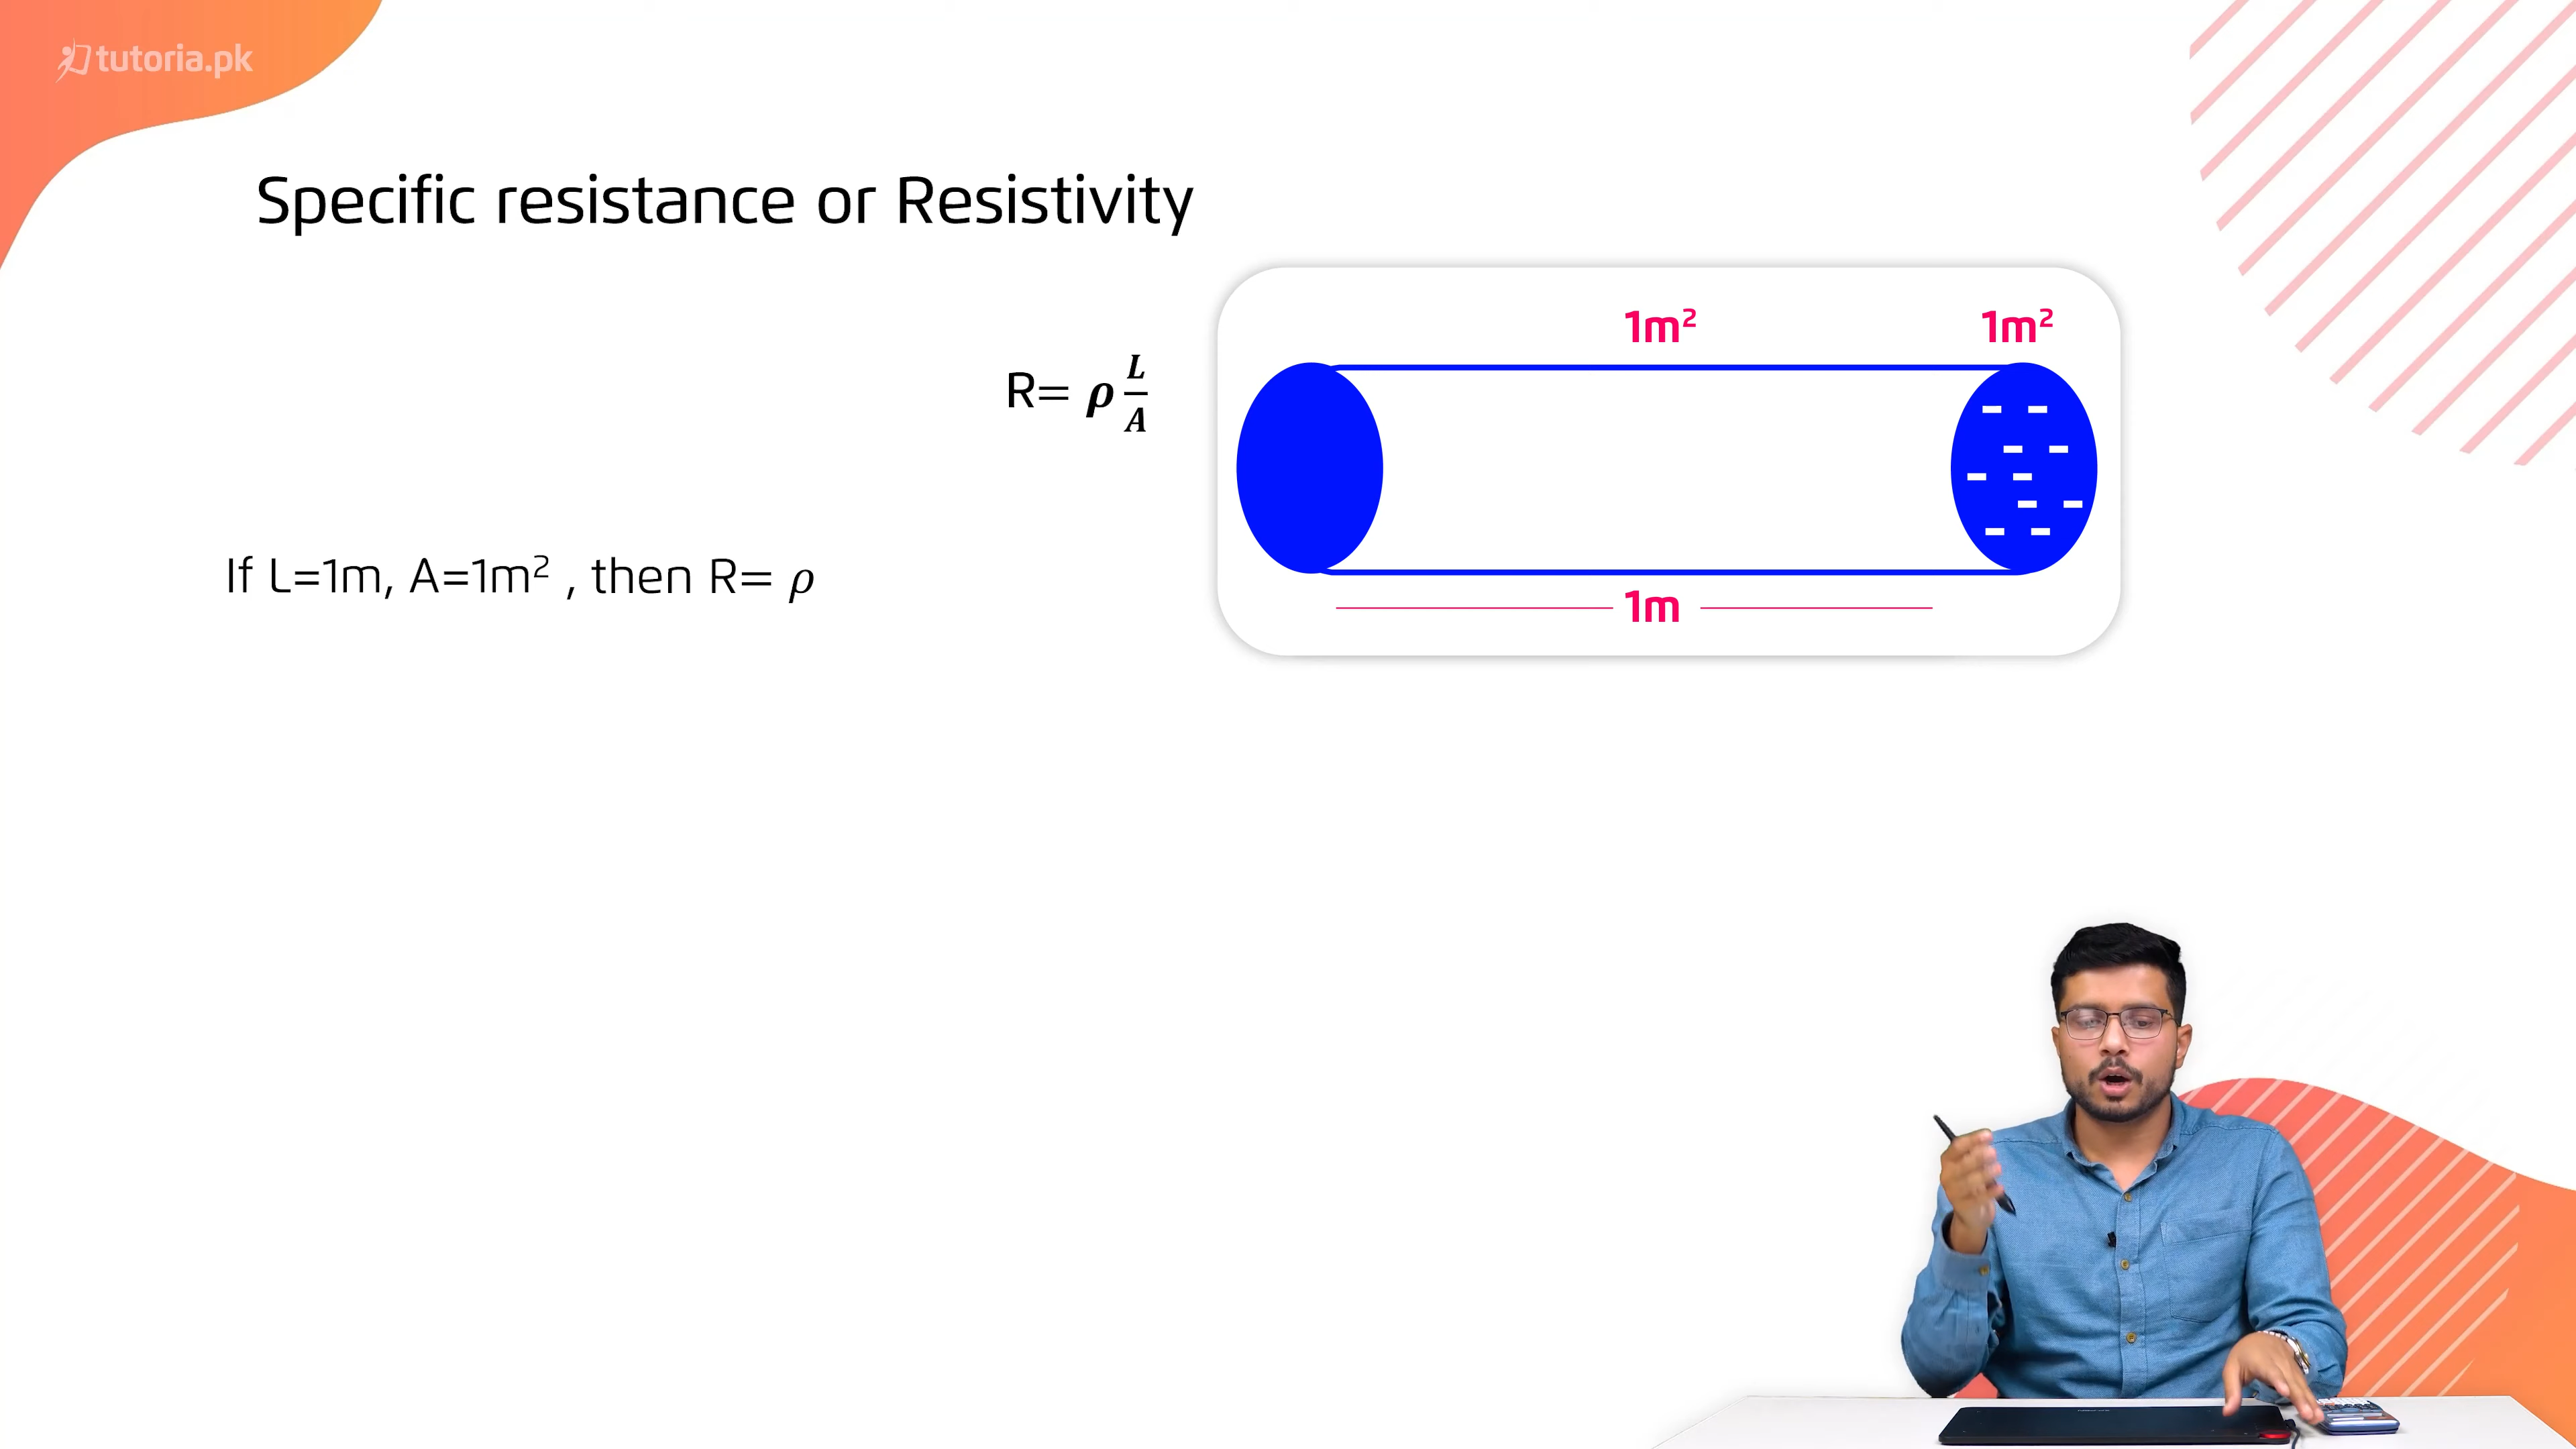 tutoria.pk
Specific resistance or Resistivity
1m² 1m²
R= ρ L/A
If L=1m, A=1m² , then R= ρ
1m